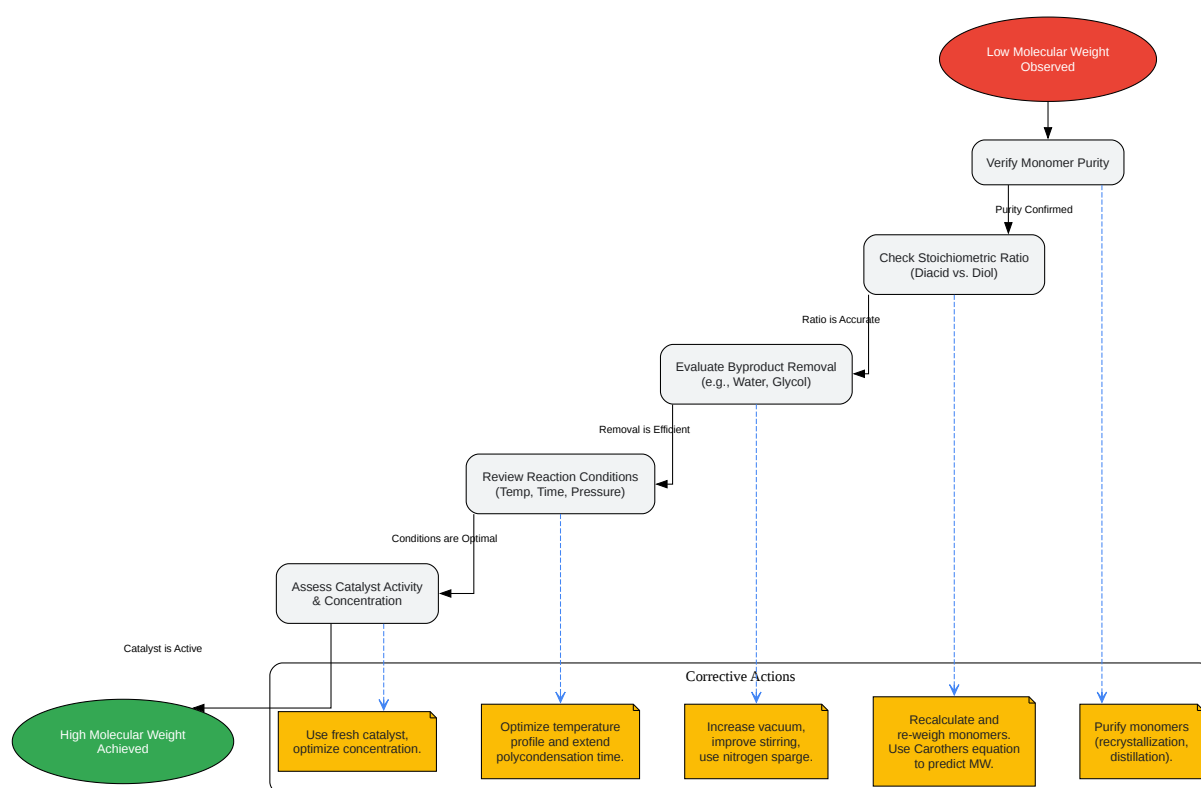 Low Molecular Weight
Observed
Verify Monomer Purity
Purity Confirmed
Check Stoichiometric Ratio
(Diacid vs. Diol)
Ratio is Accurate
Evaluate Byproduct Removal
(e.g., Water, Glycol)
Removal is Efficient
Review Reaction Conditions
(Temp, Time, Pressure)
Conditions are Optimal
Assess Catalyst Activity
& Concentration
Catalyst is Active
High Molecular Weight
Achieved
Corrective Actions
Use fresh catalyst,
optimize concentration.
Optimize temperature
profile and extend
polycondensation time.
Increase vacuum,
improve stirring,
use nitrogen sparge.
Recalculate and
re-weigh monomers.
Use Carothers equation
to predict MW.
Purify monomers
(recrystallization,
distillation).